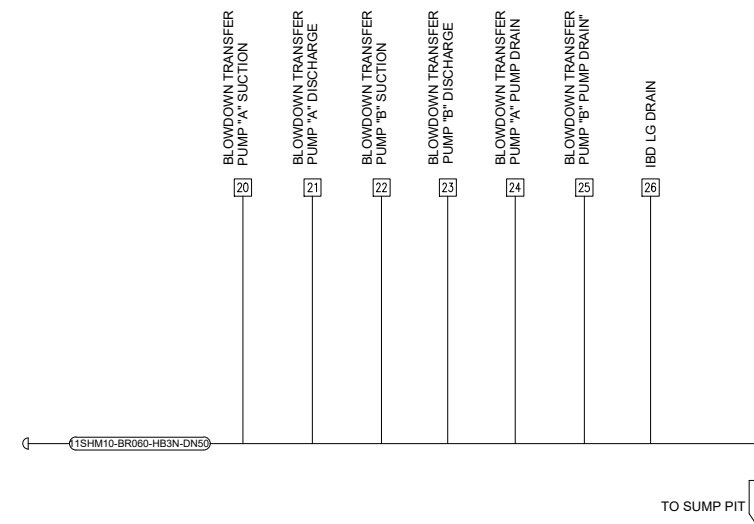 BLOWDOWN TRANSFER
PUMP "A" SUCTION
BLOWDOWN TRANSFER
PUMP "A" DISCHARGE
BLOWDOWN TRANSFER
PUMP "B" SUCTION
BLOWDOWN TRANSFER
PUMP "B" DISCHARGE
BLOWDOWN TRANSFER
PUMP "A" PUMP DRAIN
BLOWDOWN TRANSFER
PUMP "B" PUMP DRAIN"
IBD LG DRAIN
20
21
22
23
24
25
26
11SHM10-BR060-HB3N-DN50
TO SUMP PIT